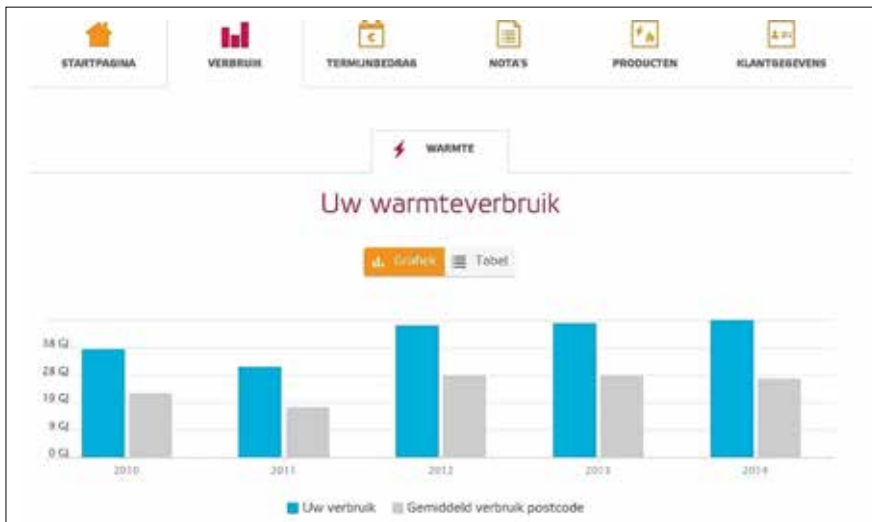 STARTPAGINA VERBRUIK TERMIJNBEDRAG NOTA'S PRODUCTEN KLANTGEGEVENS
WARMTE
Uw warmteverbruik
Grafiek Tabel
38 GJ
28 GJ
19 GJ
9 GJ
0 GJ
2010 2011 2012 2013 2014
Uw verbruik Gemiddeld verbruik postcode